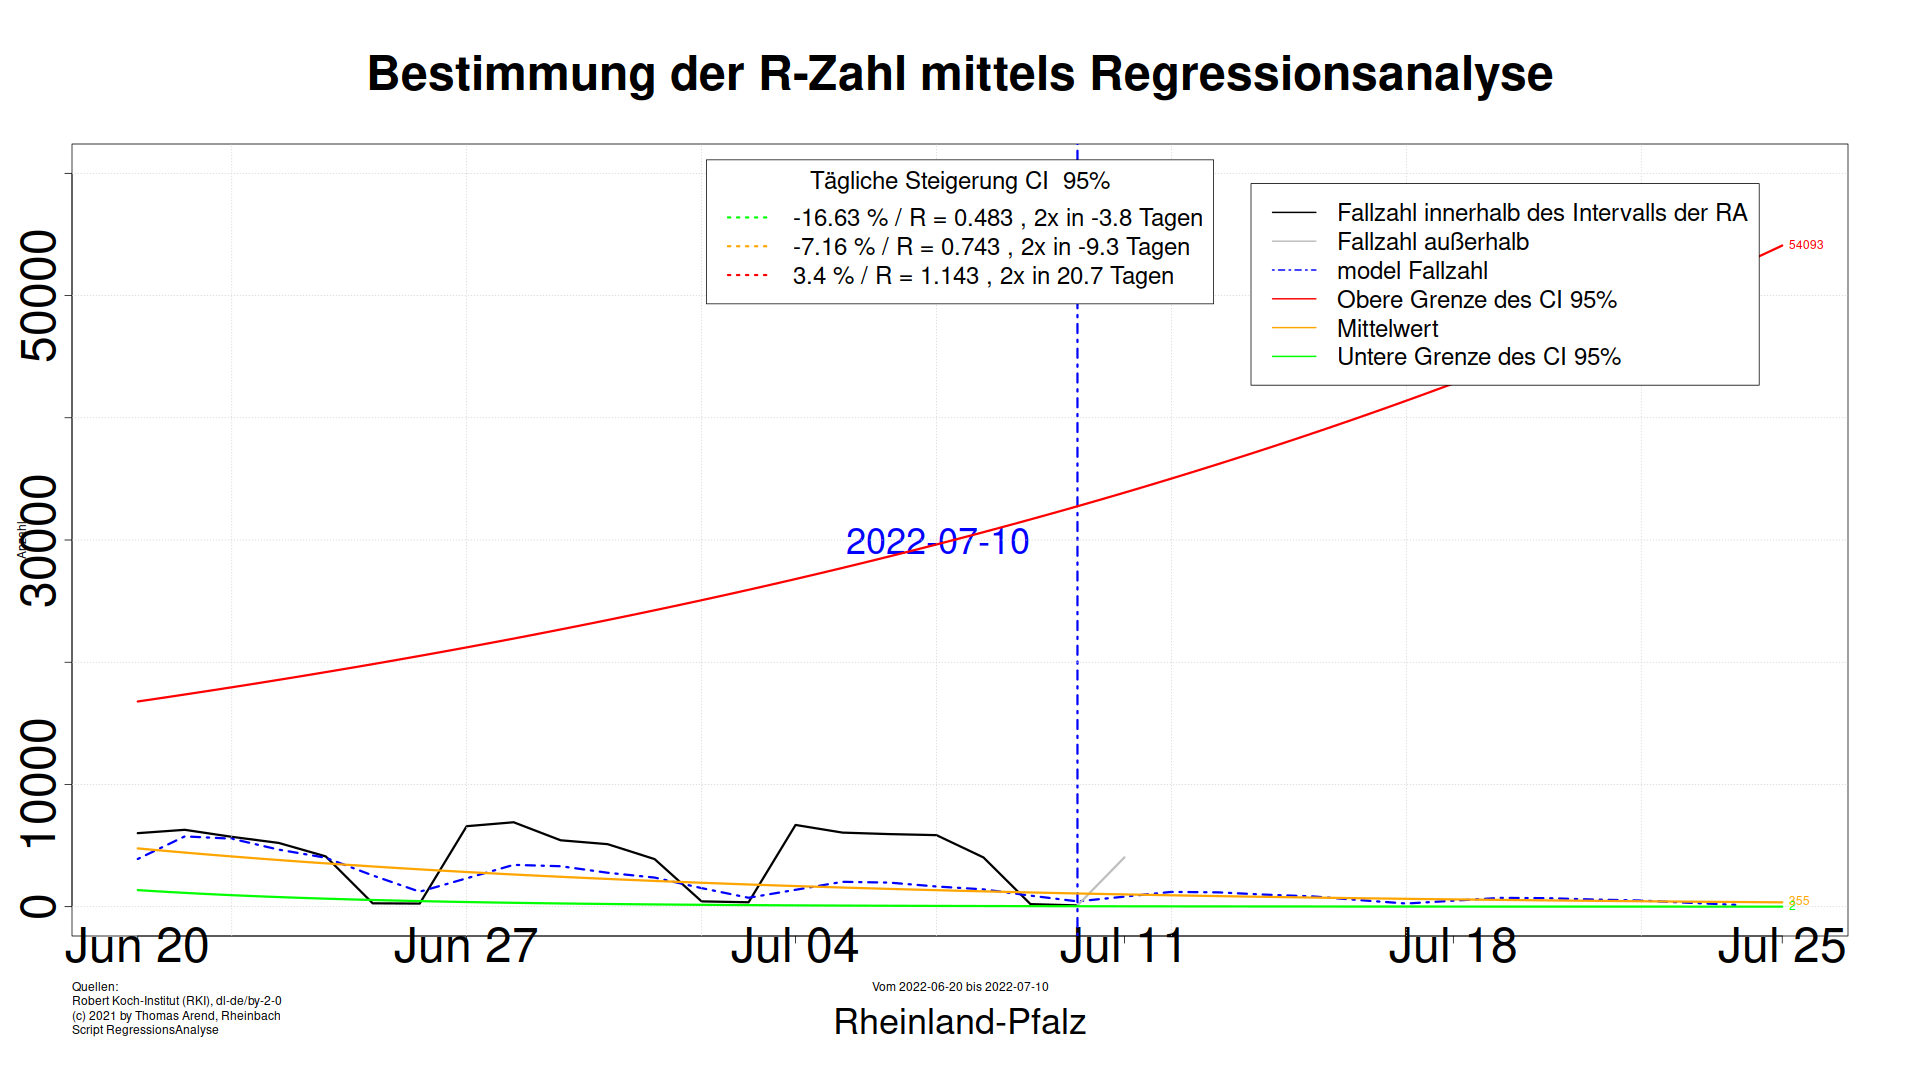 Bestimmung der R-Zahl mittels Regressionsanalyse
Tägliche Steigerung CI 95%
-16.63 % / R = 0.483 , 2x in -3.8 Tagen
-7.16 % / R = 0.743 , 2x in -9.3 Tagen
3.4 % / R = 1.143 , 2x in 20.7 Tagen
Fallzahl innerhalb des Intervalls der RA
Fallzahl außerhalb
model Fallzahl
Obere Grenze des CI 95%
Mittelwert
Untere Grenze des CI 95%
54093
50000
30000
10000
0
Anzahl
2022-07-10
355
2
Jun 20
Jun 27
Jul 04
Jul 11
Jul 18
Jul 25
Quellen:
Robert Koch-Institut (RKI), dl-de/by-2-0
(c) 2021 by Thomas Arend, Rheinbach
Script RegressionsAnalyse
Vom 2022-06-20 bis 2022-07-10
Rheinland-Pfalz